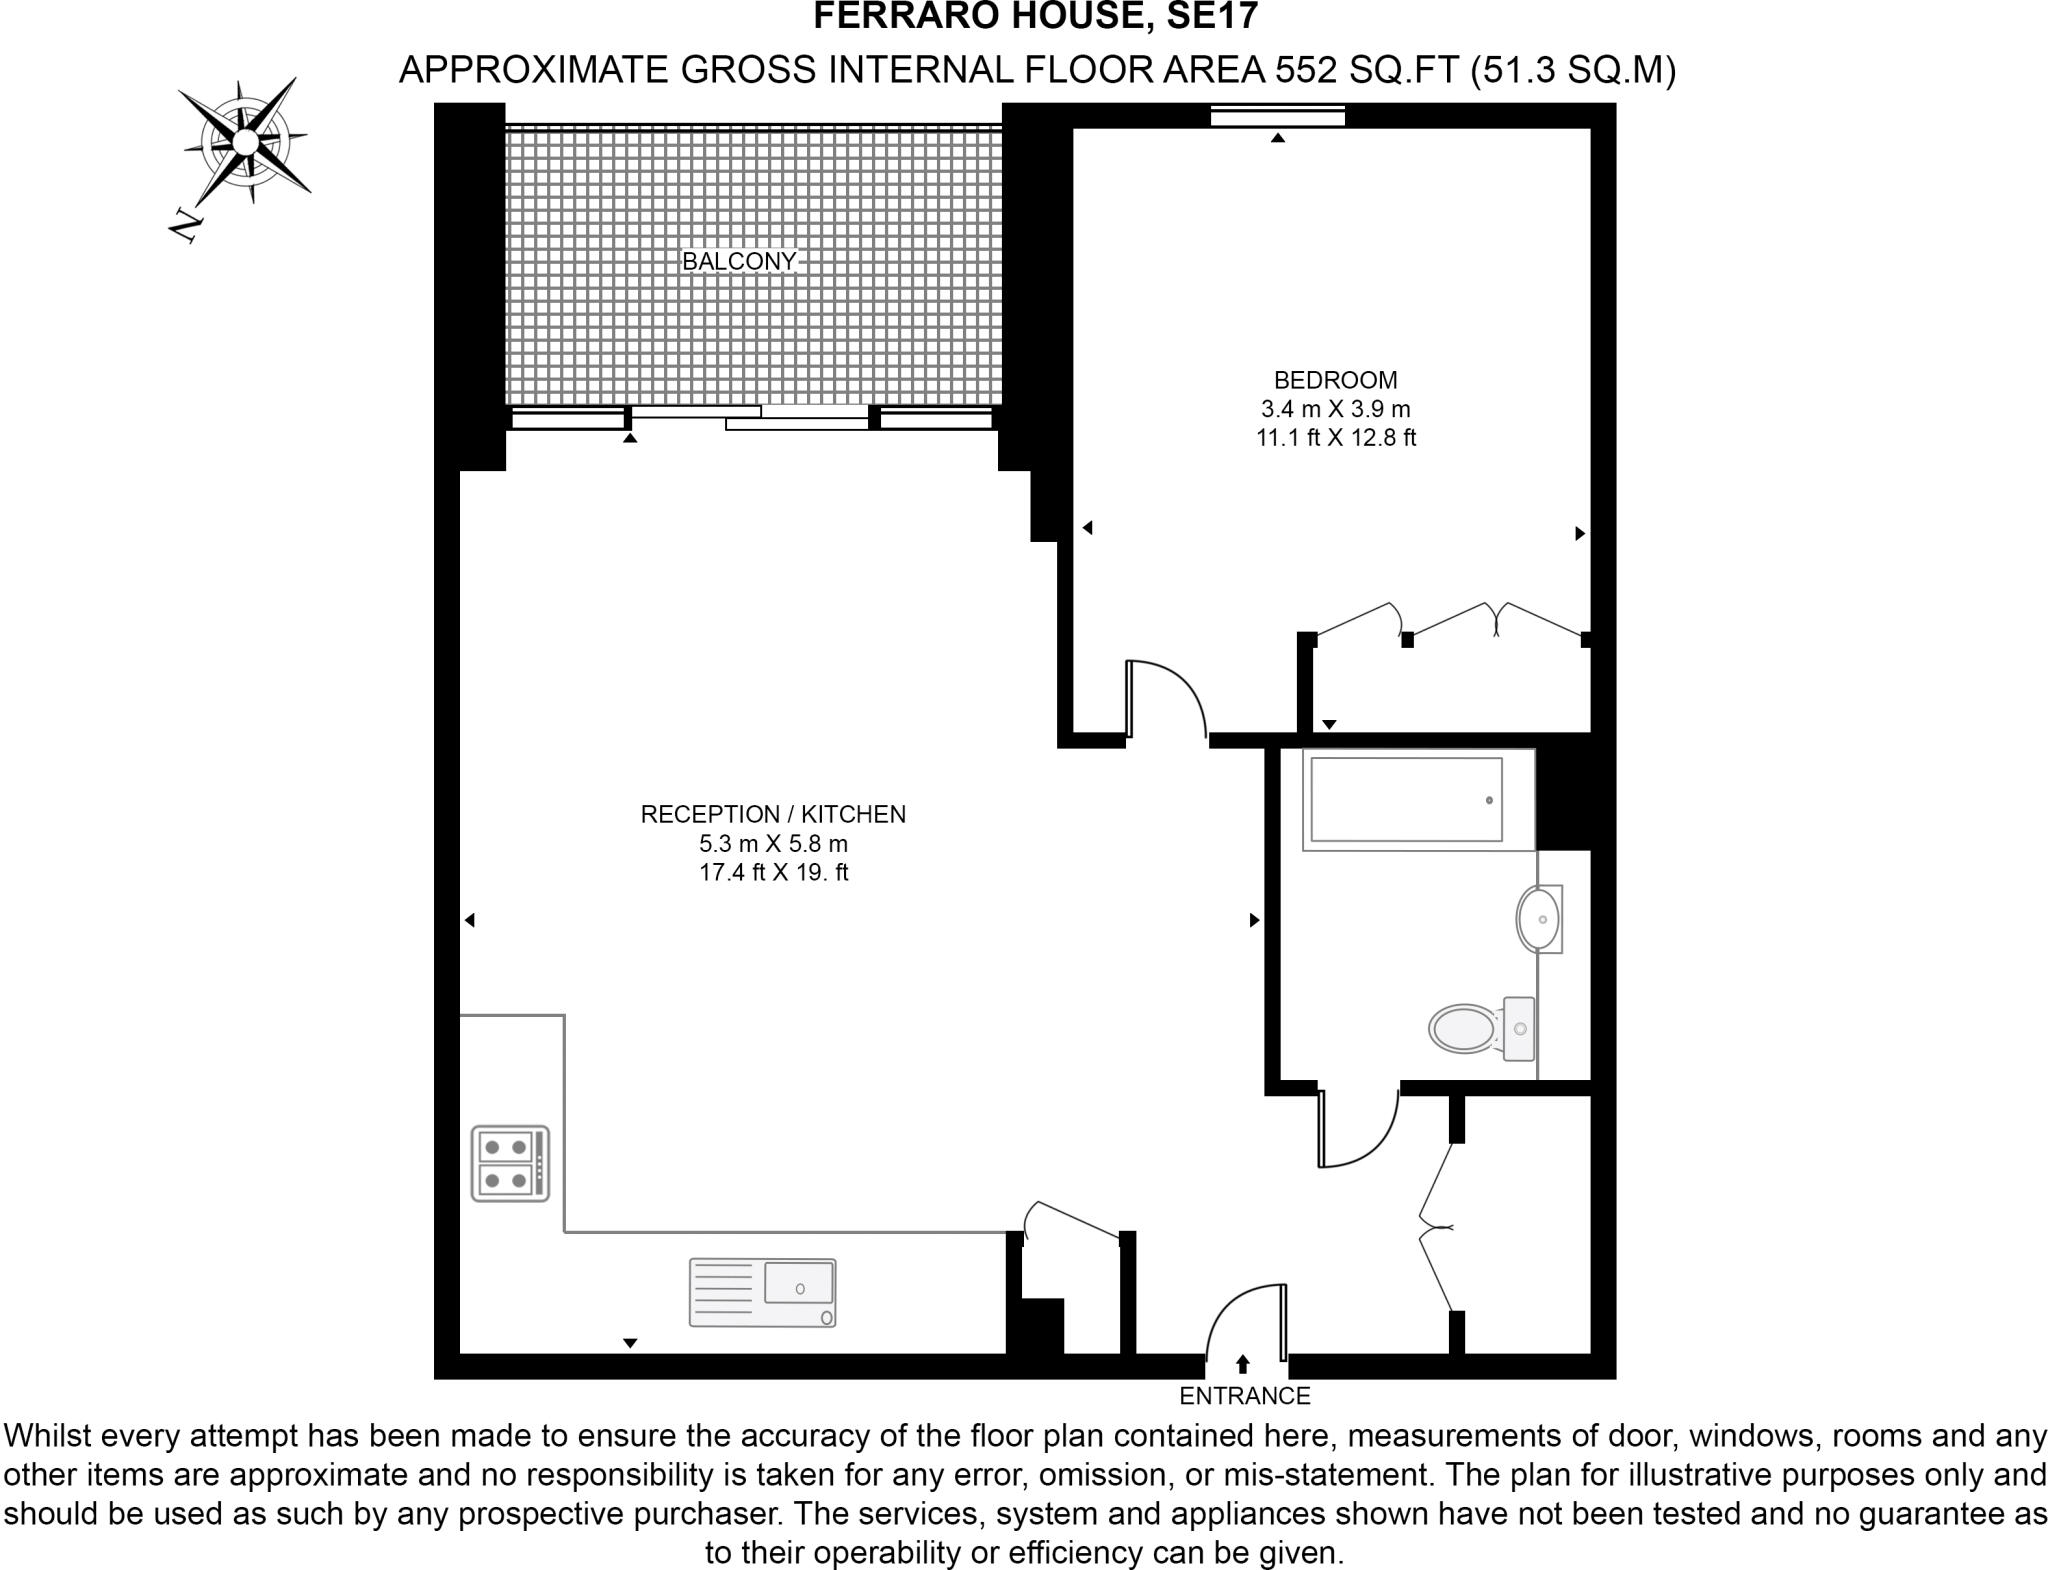 FERRARO HOUSE, SE17
APPROXIMATE GROSS INTERNAL FLOOR AREA 552 SQ.FT (51.3 SQ.M)
N
BALCONY
BEDROOM
3.4 m X 3.9 m
11.1 ft X 12.8 ft
RECEPTION / KITCHEN
5.3 m X 5.8 m
17.4 ft X 19. ft
ENTRANCE
Whilst every attempt has been made to ensure the accuracy of the floor plan contained here, measurements of door, windows, rooms and any
other items are approximate and no responsibility is taken for any error, omission, or mis-statement. The plan for illustrative purposes only and
should be used as such by any prospective purchaser. The services, system and appliances shown have not been tested and no guarantee as
to their operability or efficiency can be given.